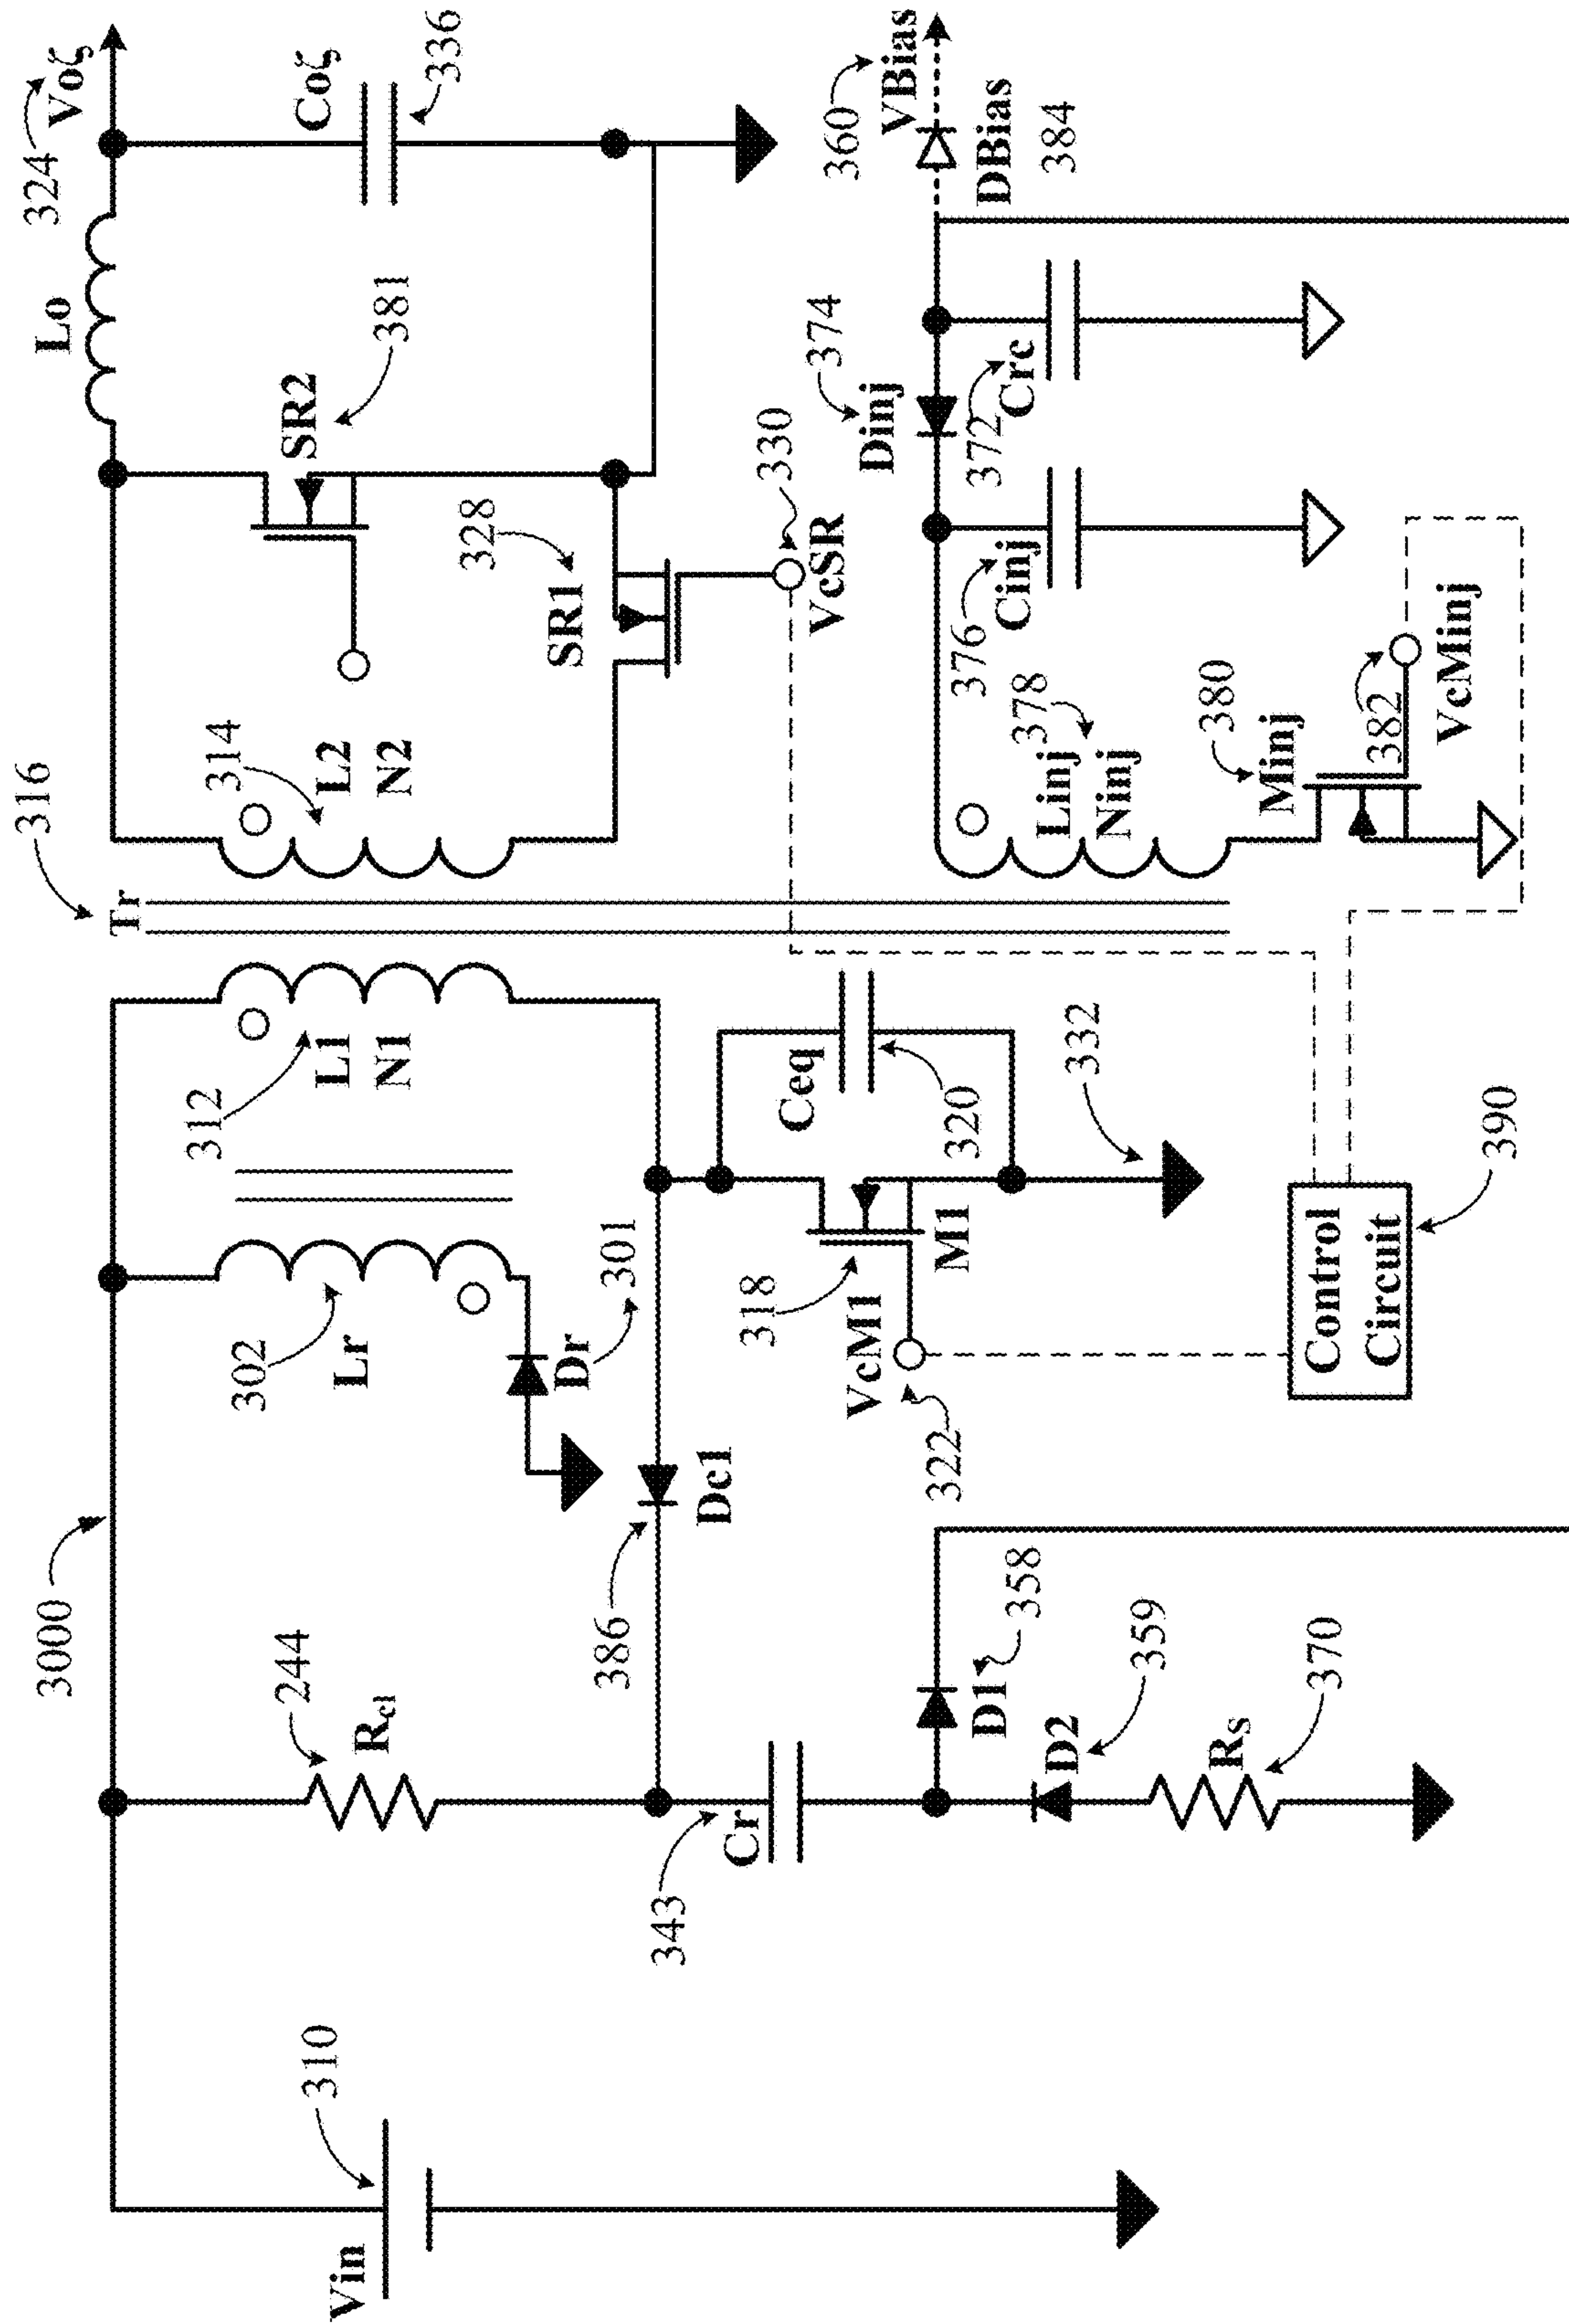 3000
316
Tr
324
Voζ
Lo
Coζ
336
SR2
381
314
L2
N2
328
SR1
330
VcSR
312
L1
N1
302
Lr
Dr
301
244
Rcl
310
Vin
386
Dc1
343
Cr
Ceq
320
332
318
M1
VcM1
322
D1
358
D2
359
Rs
370
Control
Circuit
390
360
VBias
DBias
384
374
Dinj
372
Crc
376
Cinj
378
Linj
Ninj
380
Minj
382
VcMinj